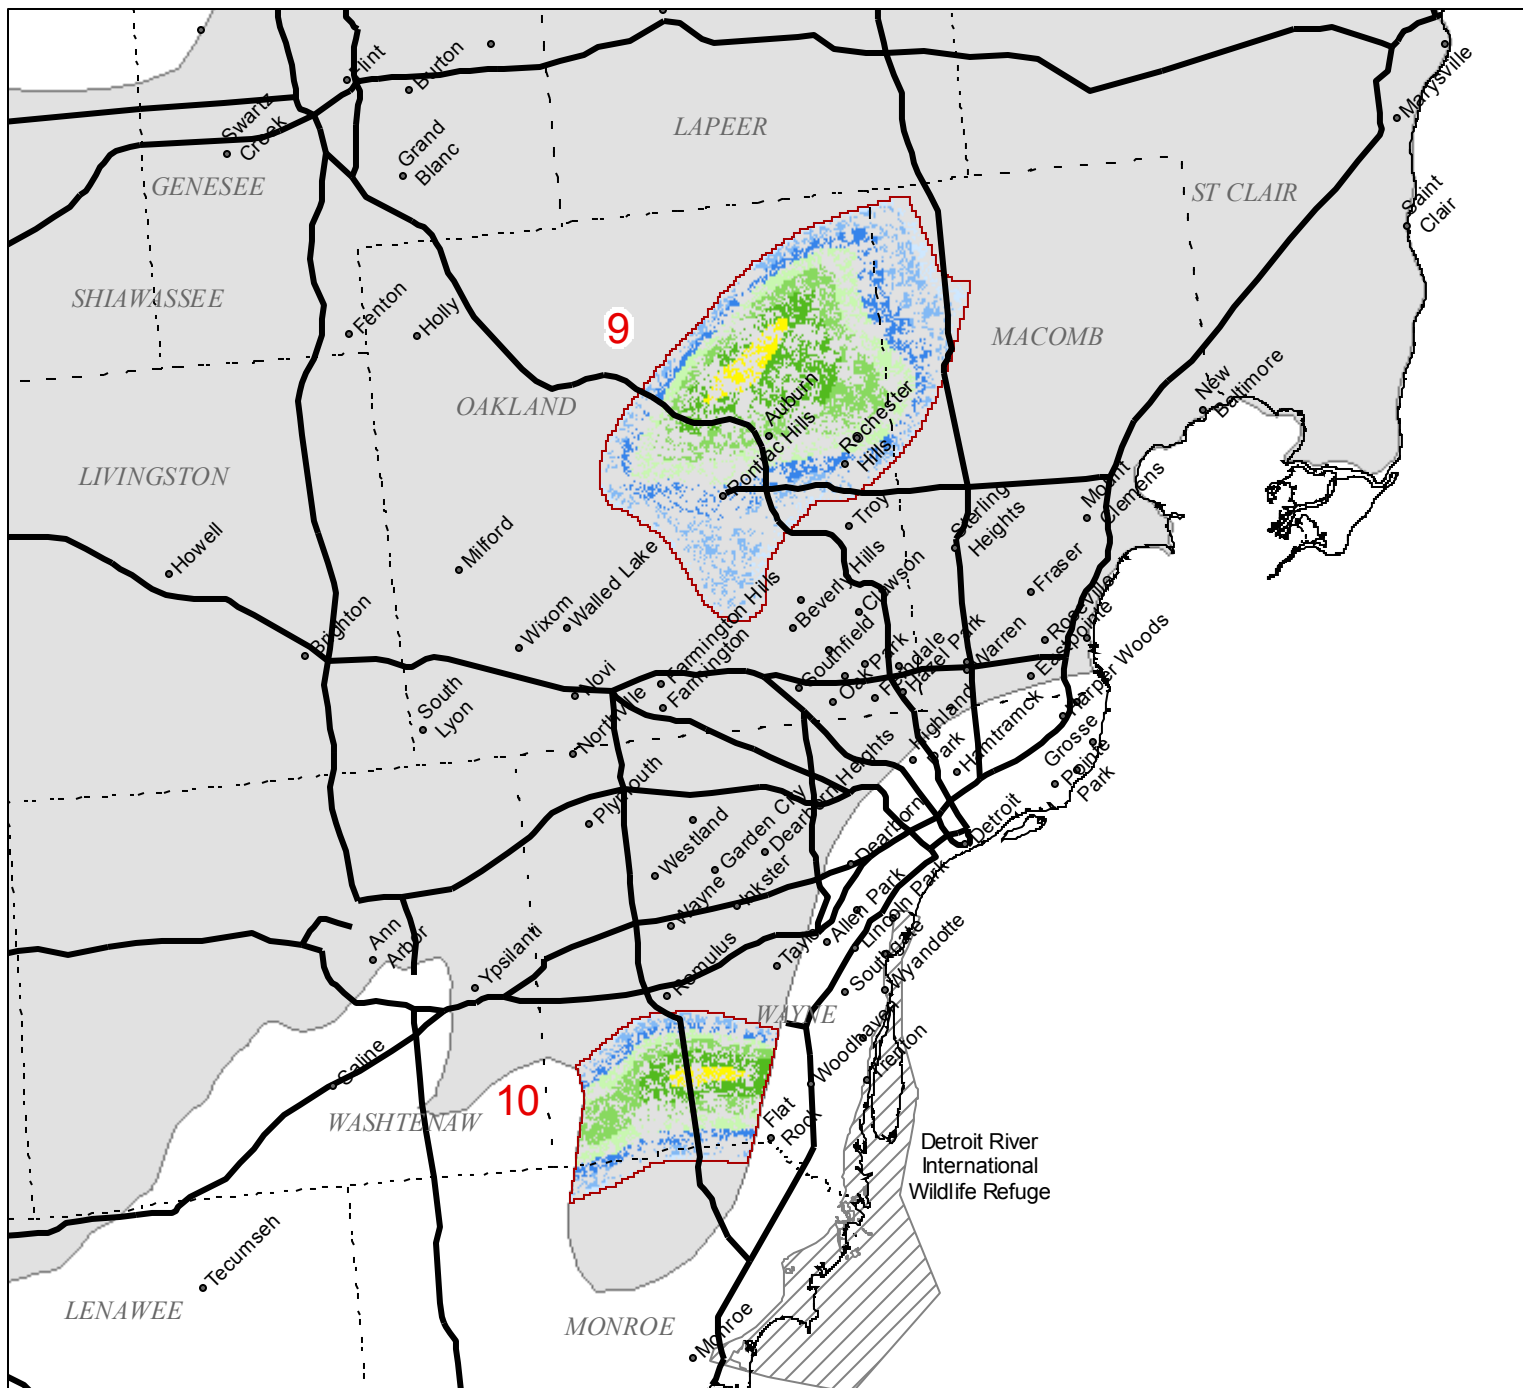 Flint
Burton
Marysville
Swartz
Creek
Grand
Blanc
LAPEER
GENESEE
ST CLAIR
Saint
Clair
SHIAWASSEE
Fenton
Holly
9
MACOMB
OAKLAND
Auburn
Hills
Rochester
Hills
New
Baltimore
LIVINGSTON
Pontiac
Troy
Sterling
Heights
Mount
Clemens
Howell
Milford
Walled Lake
Wixom
Beverly Hills
Clawson
Fraser
Roseville
Eastpointe
Brighton
Farmington Hills
Farmington
Southfield
Oak Park
Ferndale
Hazel Park
Warren
Harper Woods
Novi
South
Lyon
Northville
Highland
Park
Hamtramck
Grosse
Pointe
Park
Plymouth
Dearborn Heights
Garden City
Westland
Dearborn
Detroit
Wayne
Inkster
Allen Park
Lincoln Park
Ann
Arbor
Ypsilanti
Romulus
Taylor
Southgate
Wyandotte
WAYNE
Woodhaven
Trenton
Saline
10
WASHTENAW
Flat
Rock
Detroit River
International
Wildlife Refuge
Tecumseh
LENAWEE
MONROE
Monroe